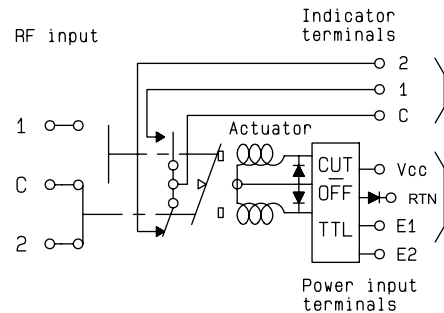 Indicator
terminals
RF input
2
1
C
Actuator
1
C
2
CUT
OFF
TTL
Vcc
RTN
E1
E2
Power input
terminals